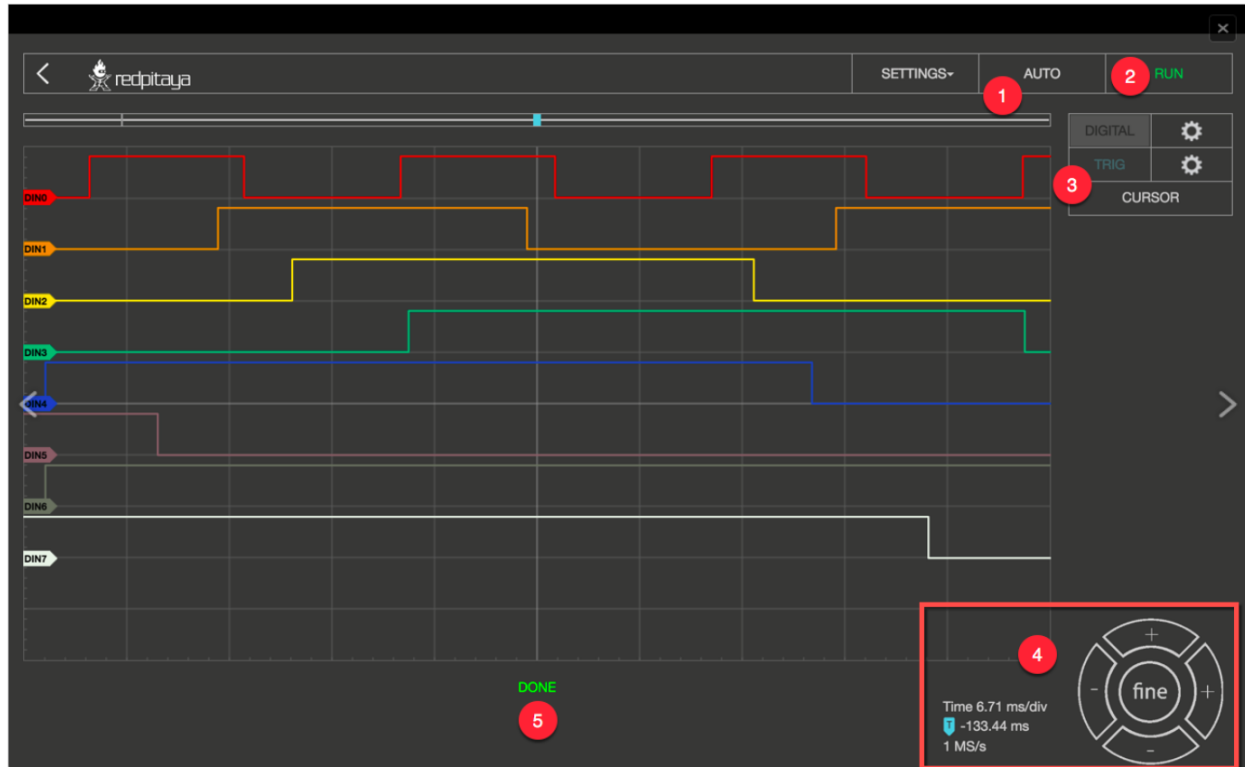 redpitaya
SETTINGS
AUTO
RUN
1
2
DIGITAL
TRIG
3
CURSOR
DIN0
DIN1
DIN2
DIN3
DIN4
DIN5
DIN6
DIN7
4
+
- fine +
-
Time 6.71 ms/div
T -133.44 ms
1 MS/s
DONE
5